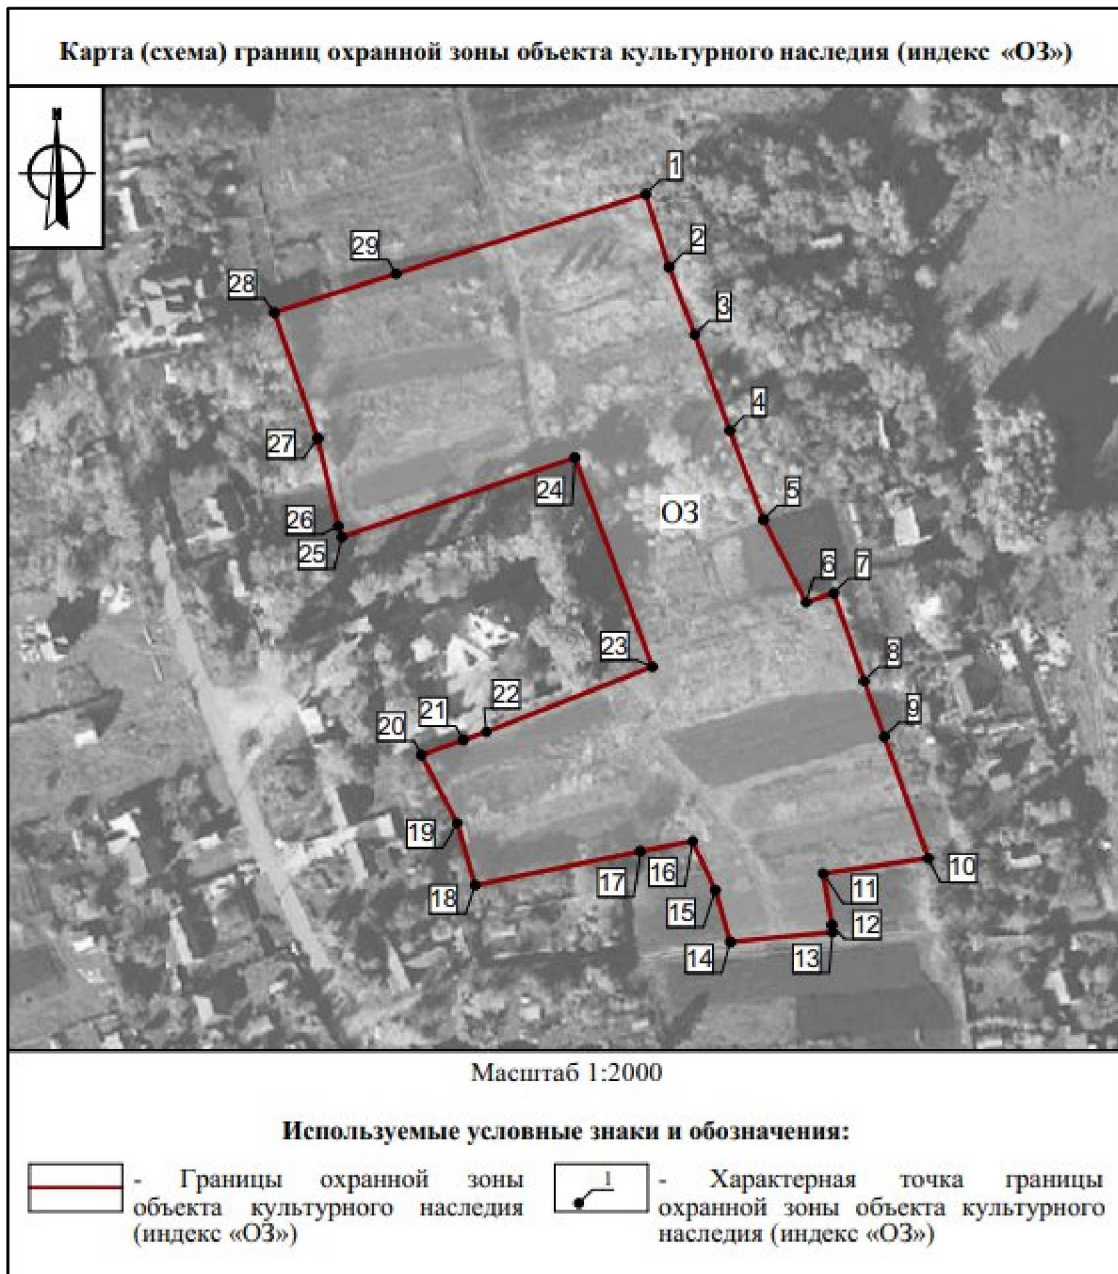 Карта (схема) границ охранной зоны объекта культурного наследия (индекс «ОЗ»)
N
1
2
29
28
3
4
27
24
ОЗ
5
26
25
6
7
23
8
22
21
20
9
19
16
17
10
11
18
15
12
14
13
Масштаб 1:2000
Используемые условные знаки и обозначения:
- Границы охранной зоны
объекта культурного наследия
(индекс «ОЗ»)
1
- Характерная точка границы
охранной зоны объекта культурного
наследия (индекс «ОЗ»)